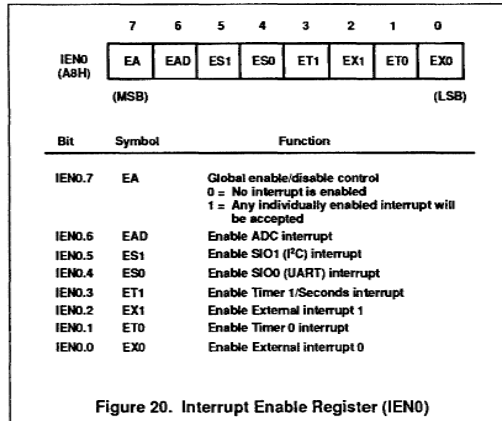 7 6 5 4 3 2 1 0
IEN0 (A8H) EA EAD ES1 ES0 ET1 EX1 ET0 EX0
(MSB) (LSB)
Bit Symbol Function
IEN0.7 EA Global enable/disable control
0 = No interrupt is enabled
1 = Any individually enabled interrupt will
be accepted
IEN0.6 EAD Enable ADC interrupt
IEN0.5 ES1 Enable SIO1 (I²C) interrupt
IEN0.4 ES0 Enable SIO0 (UART) interrupt
IEN0.3 ET1 Enable Timer 1/Seconds interrupt
IEN0.2 EX1 Enable External interrupt 1
IEN0.1 ET0 Enable Timer 0 interrupt
IEN0.0 EX0 Enable External interrupt 0
Figure 20. Interrupt Enable Register (IEN0)